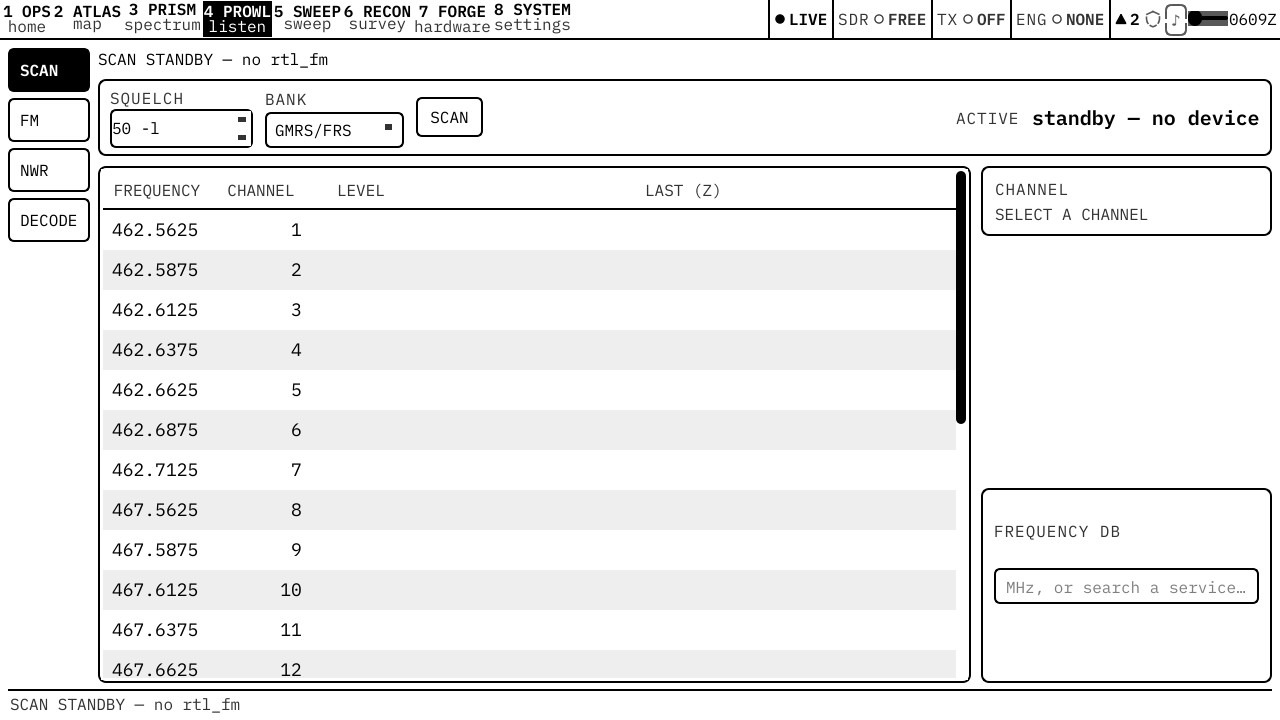 1 OPS 2 ATLAS 3 PRISM 4 PROWL 5 SWEEP 6 RECON 7 FORGE 8 SYSTEM
home map spectrum listen sweep survey hardware settings
LIVE SDR FREE TX OFF ENG NONE 2 ♪ 0609Z
SCAN
FM
NWR
DECODE
SCAN STANDBY — no rtl_fm
SQUELCH BANK
50 -l GMRS/FRS SCAN
ACTIVE standby — no device
FREQUENCY CHANNEL LEVEL LAST (Z)
462.5625 1
462.5875 2
462.6125 3
462.6375 4
462.6625 5
462.6875 6
462.7125 7
467.5625 8
467.5875 9
467.6125 10
467.6375 11
467.6625 12
CHANNEL
SELECT A CHANNEL
FREQUENCY DB
MHz, or search a service…
SCAN STANDBY — no rtl_fm